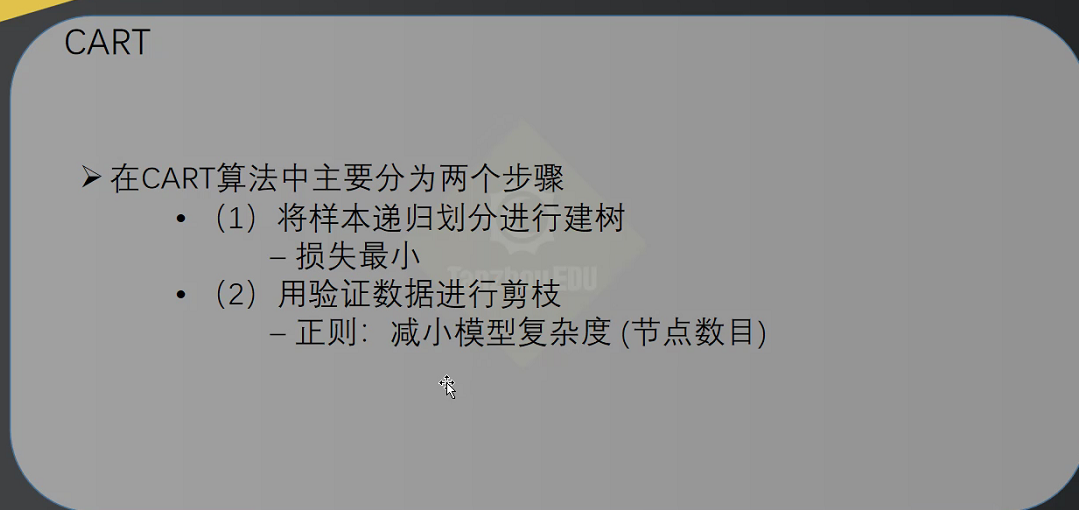 CART
➢ 在CART算法中主要分为两个步骤
• （1）将样本递归划分进行建树
– 损失最小
• （2）用验证数据进行剪枝
– 正则：减小模型复杂度 (节点数目)
Tanzhou EDU